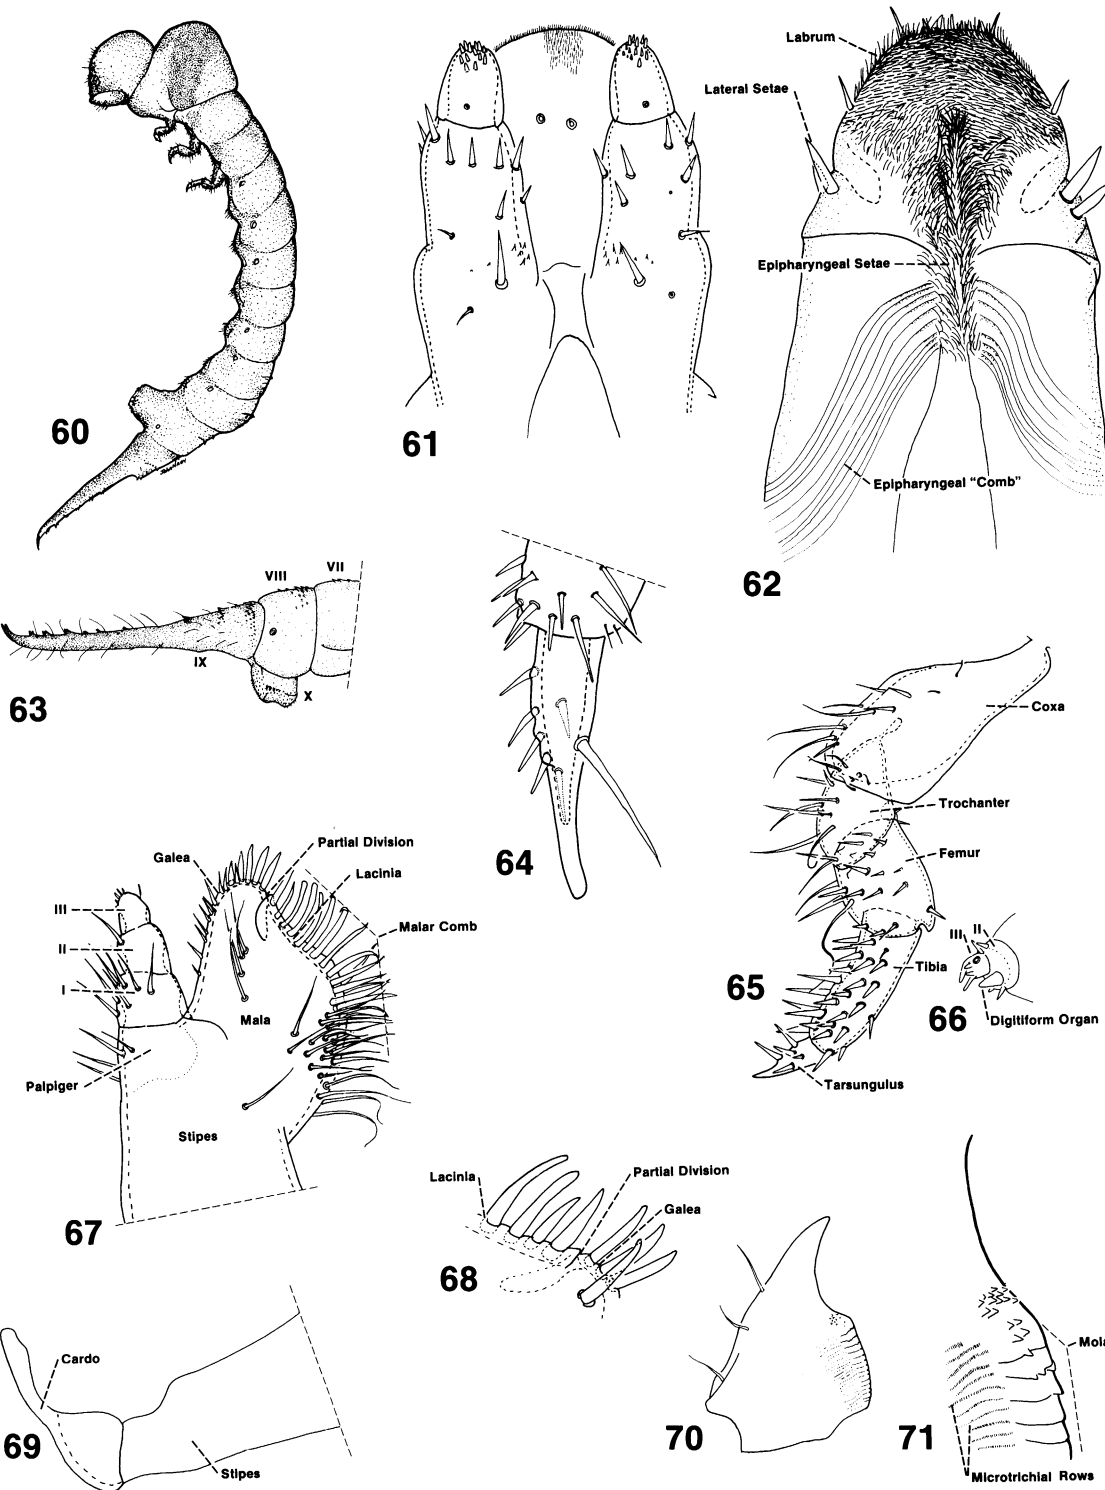 60
61
Labrum
Lateral Setae
Epipharyngeal Setae
Epipharyngeal "Comb"
62
VIII
VII
IX
X
63
64
Coxa
Trochanter
Femur
Tibia
Tarsungulus
65
III
II
Digitiform Organ
66
Galea
Partial Division
Lacinia
Malar Comb
III
II
I
Mala
Palpiger
Stipes
67
Lacinia
Partial Division
Galea
68
Cardo
Stipes
69
70
Mola
Microtrichial Rows
71